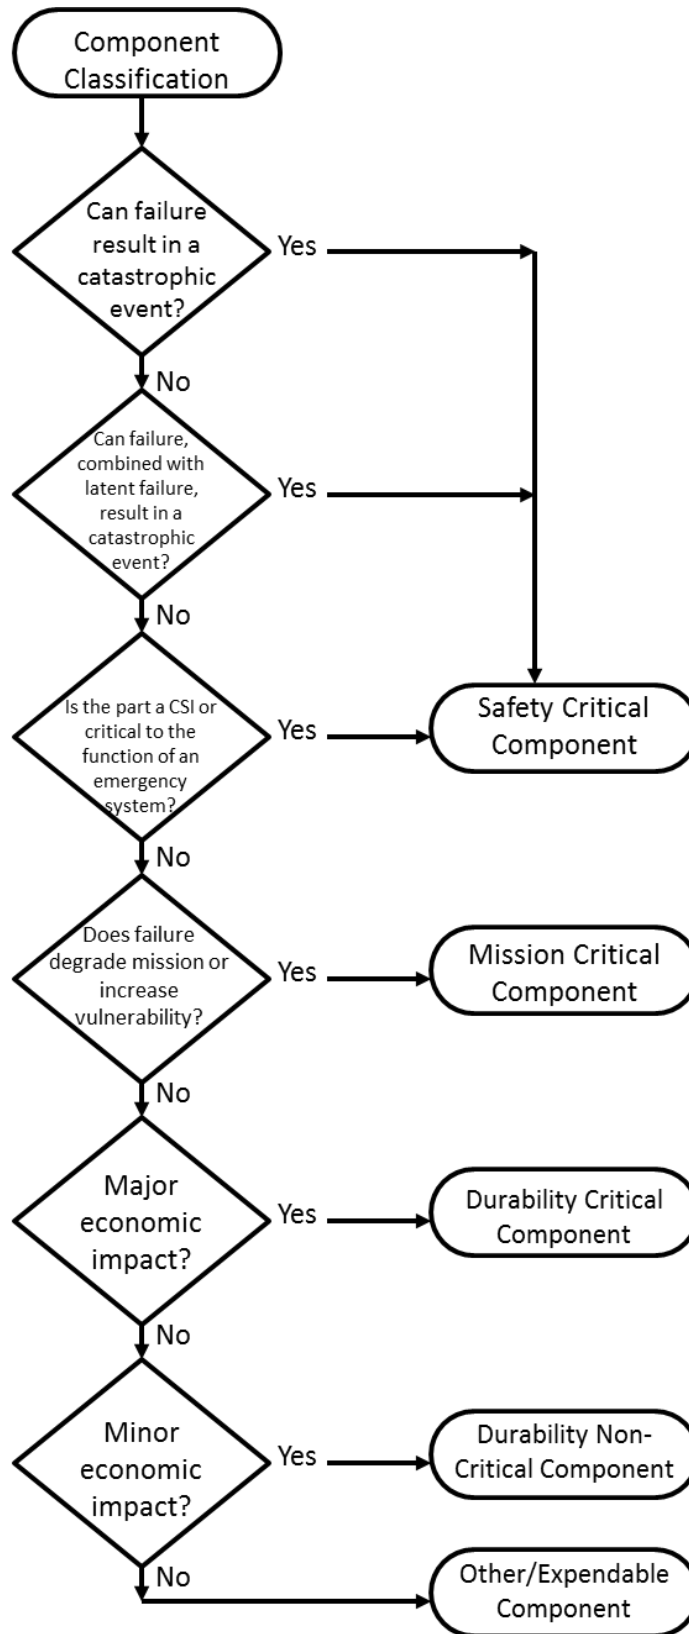 Component
Classification
Can failure
result in a
catastrophic
event?
Yes
No
Can failure,
combined with
latent failure,
result in a
catastrophic
event?
Yes
No
Is the part a CSI or
critical to the
function of an
emergency
system?
Yes
Safety Critical
Component
No
Does failure
degrade mission or
increase
vulnerability?
Yes
Mission Critical
Component
No
Major
economic
impact?
Yes
Durability Critical
Component
No
Minor
economic
impact?
Yes
Durability Non-
Critical Component
No
Other/Expendable
Component